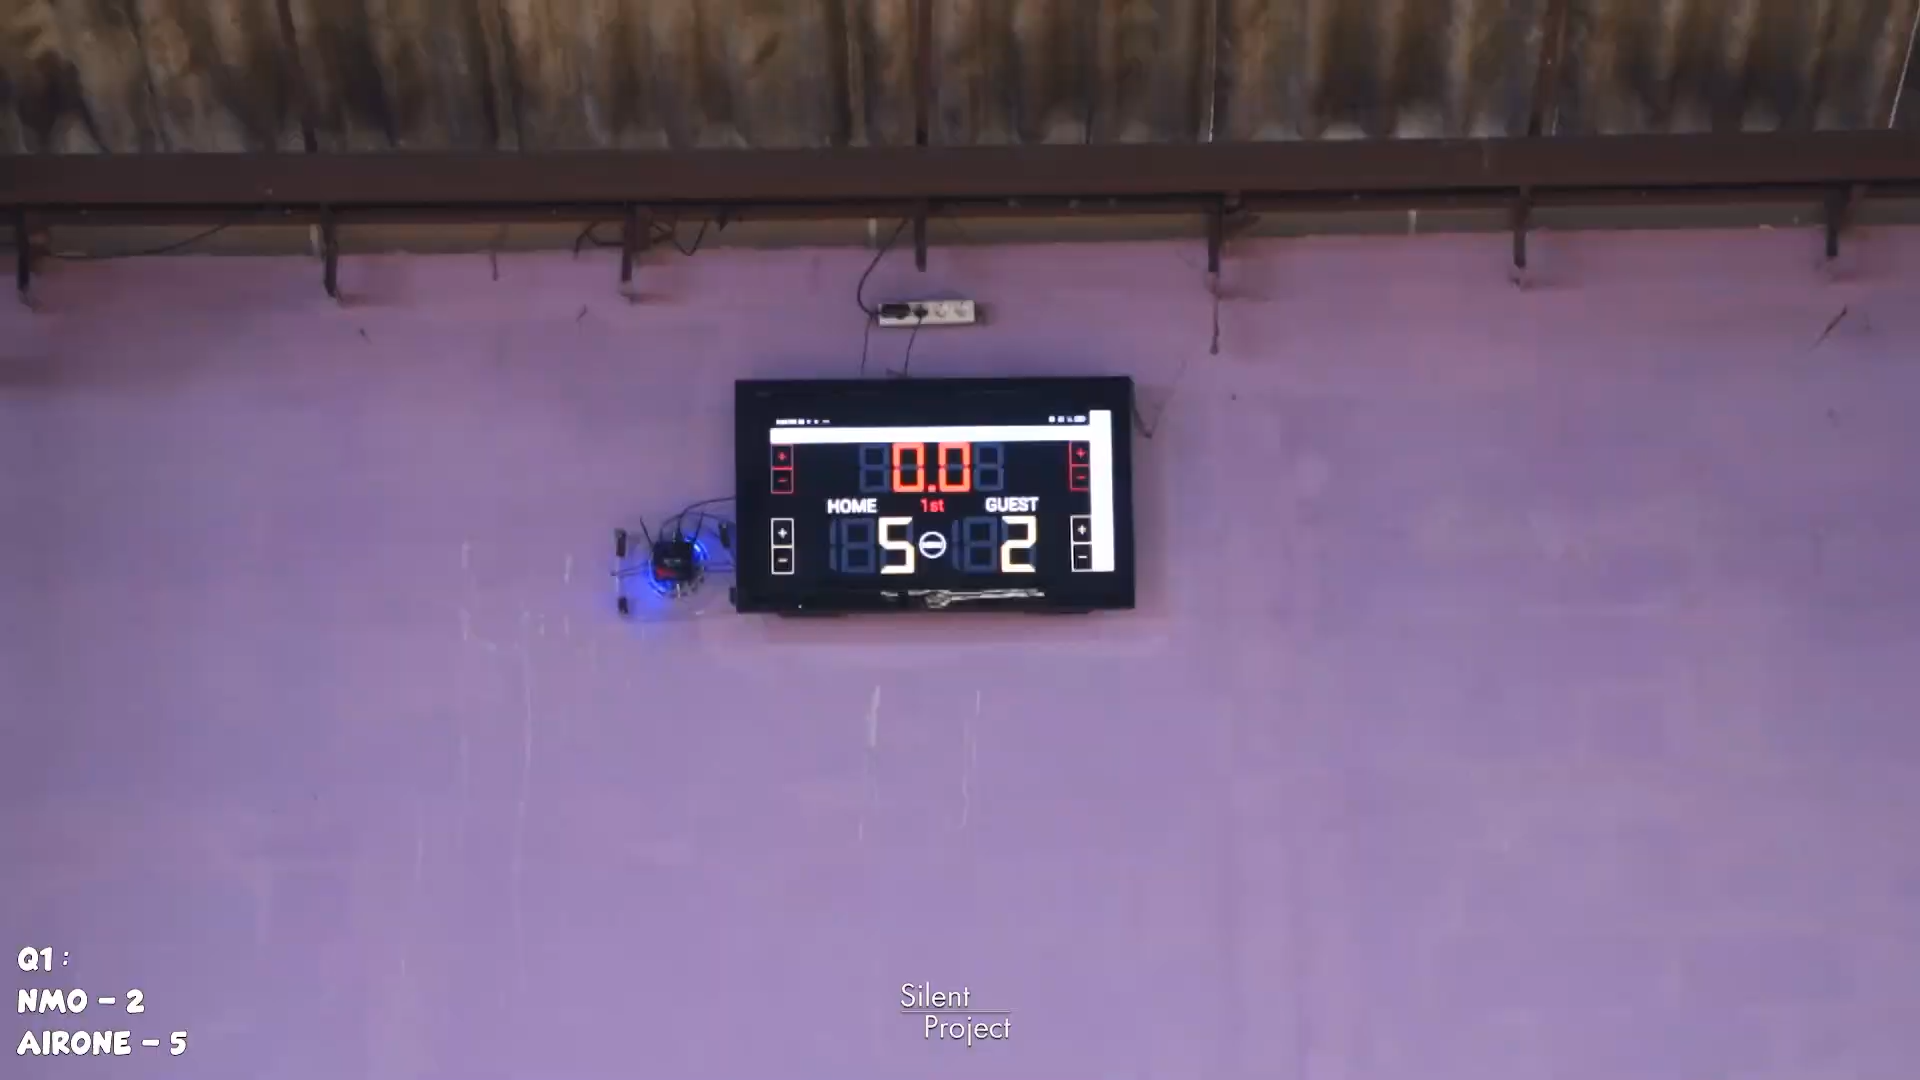 0.0
HOME 1st GUEST
5 2
Q1 :
NMO - 2
AIRONE - 5
Silent
Project